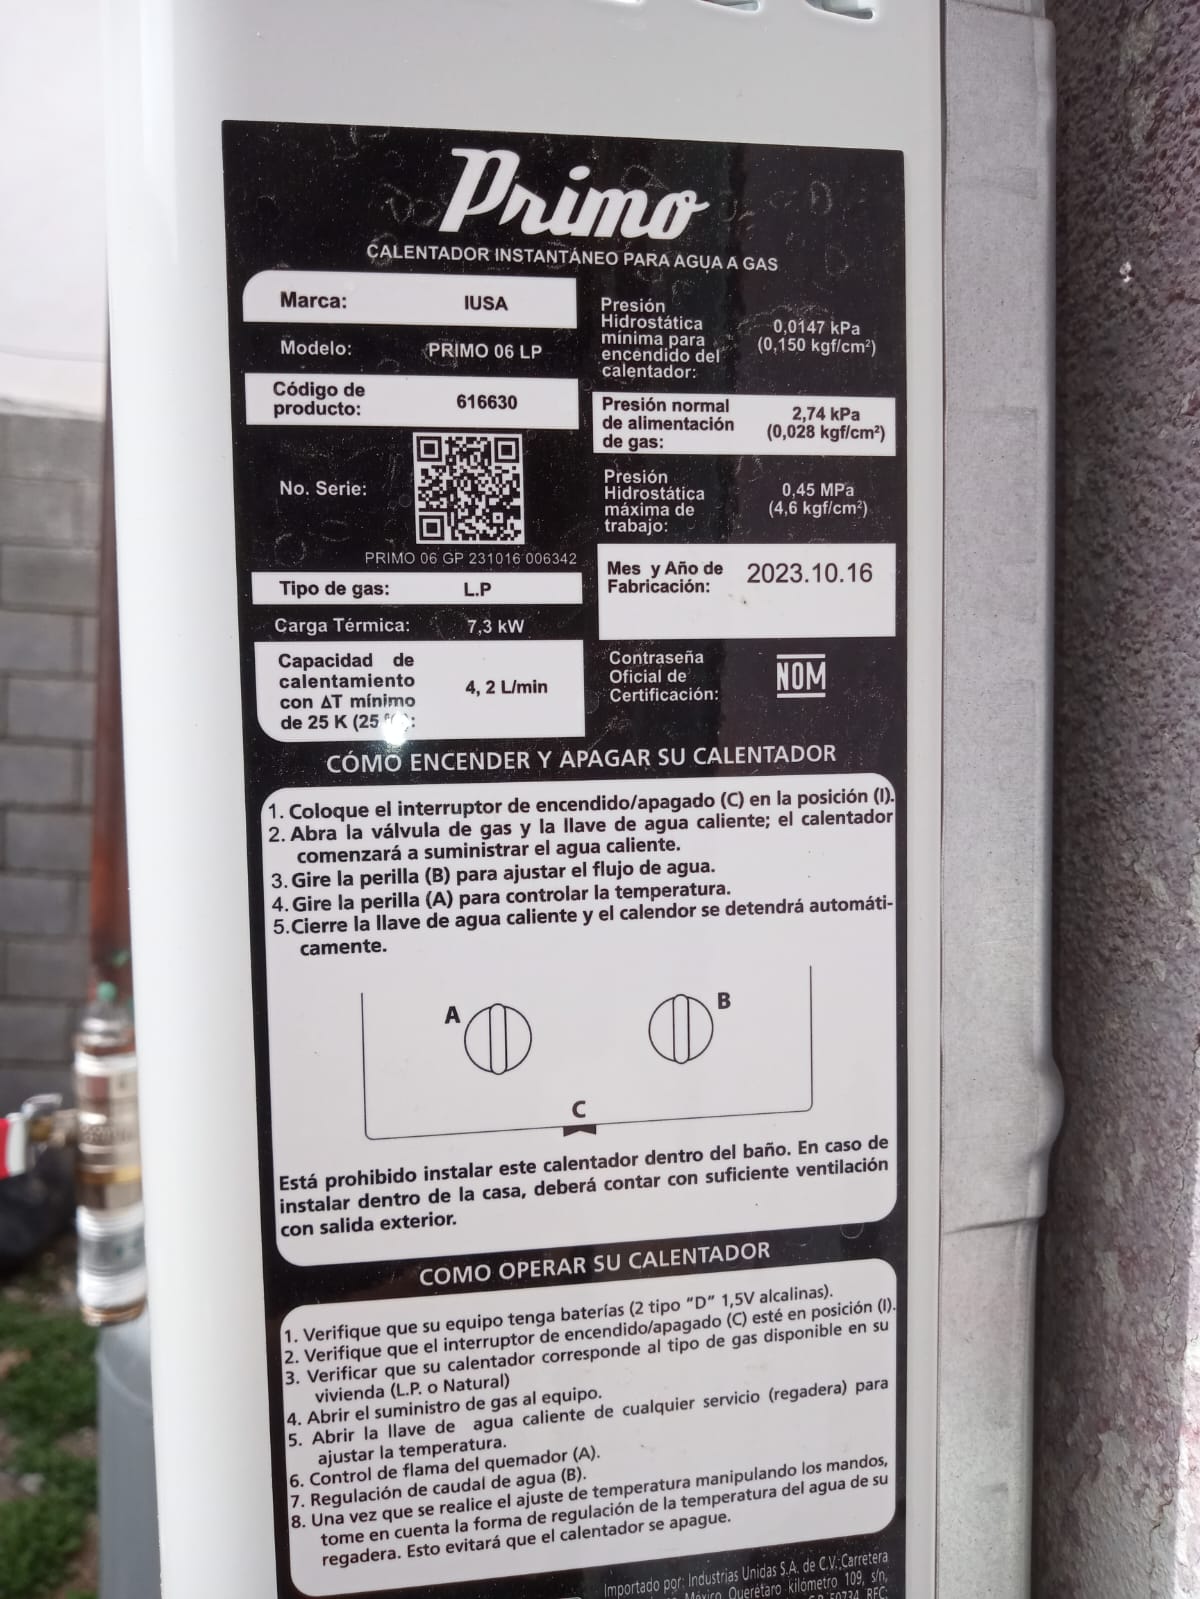 Primo
CALENTADOR INSTANTÁNEO PARA AGUA A GAS
Marca: IUSA
Modelo: PRIMO 06 LP
Código de
producto: 616630
No. Serie:
PRIMO 06 GP 231016 006342
Tipo de gas: L.P
Carga Térmica: 7,3 kW
Capacidad de
calentamiento
con ΔT mínimo
de 25 K (25
4, 2 L/min
Presión
Hidrostática
mínima para
encendido del
calentador:
0,0147 kPa
(0,150 kgf/cm²)
Presión normal
de alimentación
de gas:
2,74 kPa
(0,028 kgf/cm²)
Presión
Hidrostática
máxima de
trabajo:
0,45 MPa
(4,6 kgf/cm²)
Mes y Año de
Fabricación:
2023.10.16
Contraseña
Oficial de
Certificación:
NOM
CÓMO ENCENDER Y APAGAR SU CALENTADOR
1. Coloque el interruptor de encendido/apagado (C) en la posición (I).
2. Abra la válvula de gas y la llave de agua caliente; el calentador
comenzará a suministrar el agua caliente.
3. Gire la perilla (B) para ajustar el flujo de agua.
4. Gire la perilla (A) para controlar la temperatura.
5.Cierre la llave de agua caliente y el calendor se detendrá automáti-
camente.
A B
C
Está prohibido instalar este calentador dentro del baño. En caso de
instalar dentro de la casa, deberá contar con suficiente ventilación
con salida exterior.
COMO OPERAR SU CALENTADOR
1. Verifique que su equipo tenga baterías (2 tipo “D” 1,5V alcalinas).
2. Verifique que el interruptor de encendido/apagado (C) esté en posición (I).
3. Verificar que su calentador corresponde al tipo de gas disponible en su
vivienda (L.P. o Natural)
4. Abrir el suministro de gas al equipo.
5. Abrir la llave de agua caliente de cualquier servicio (regadera) para
ajustar la temperatura.
6. Control de flama del quemador (A).
7. Regulación de caudal de agua (B).
8. Una vez que se realice el ajuste de temperatura manipulando los mandos,
tome en cuenta la forma de regulación de la temperatura del agua de su
regadera. Esto evitará que el calentador se apague.
Importado por: Industrias Unidas S.A. de C.V. Carretera
México Querétaro kilómetro 109, s/n,
RFC: